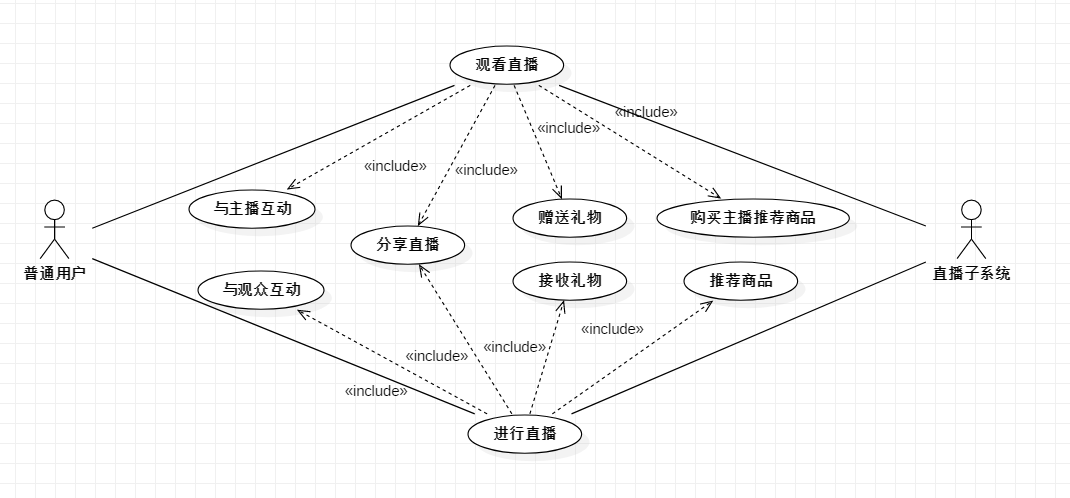 观看直播
«include»
«include»
«include»
«include»
与主播互动
赠送礼物
购买主播推荐商品
分享直播
普通用户
直播子系统
与观众互动
接收礼物
推荐商品
«include»
«include»
«include»
«include»
进行直播